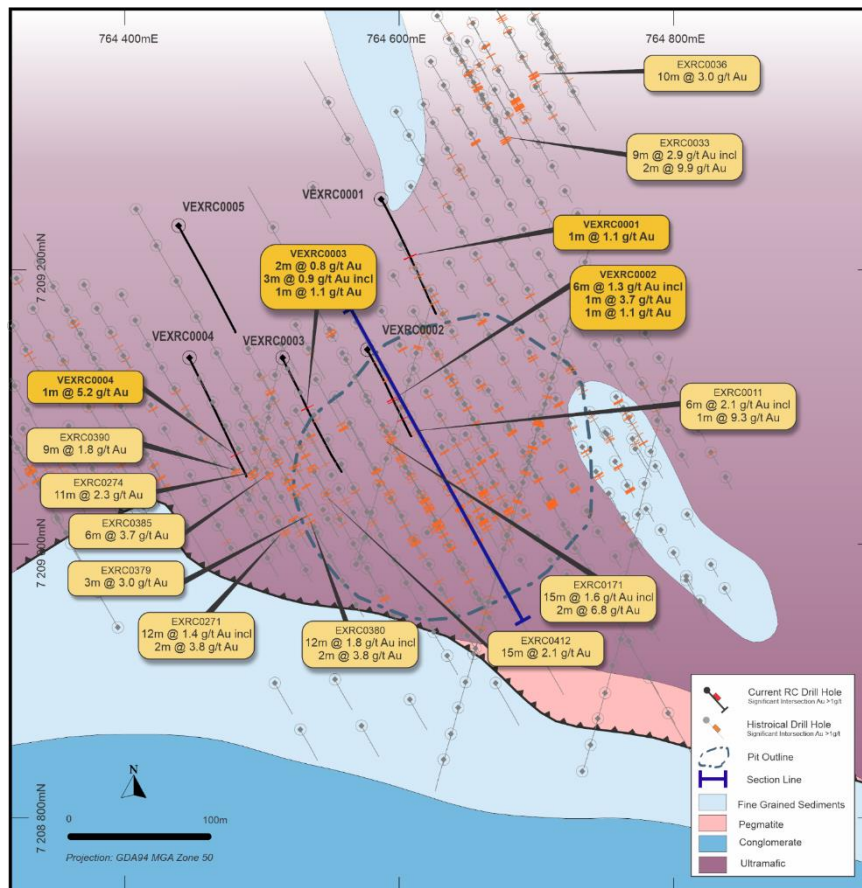 764 400mE
764 600mE
764 800mE
EXRC0036
10m @ 3.0 g/t Au
EXRC0033
9m @ 2.9 g/t Au incl
2m @ 9.9 g/t Au
VEXRC0001
VEXRC0005
VEXRC0001
1m @ 1.1 g/t Au
7 209 200mN
VEXRC0003
2m @ 0.8 g/t Au
3m @ 0.9 g/t Au incl
1m @ 1.1 g/t Au
VEXRC0002
6m @ 1.3 g/t Au incl
1m @ 3.7 g/t Au
1m @ 1.1 g/t Au
VEXRC0004
VEXRC0003
VEXRC0002
VEXRC0004
1m @ 5.2 g/t Au
EXRC0011
6m @ 2.1 g/t Au incl
1m @ 9.3 g/t Au
EXRC0390
9m @ 1.8 g/t Au
EXRC0274
11m @ 2.3 g/t Au
EXRC0385
6m @ 3.7 g/t Au
7 209 000mN
EXRC0379
3m @ 3.0 g/t Au
EXRC0171
15m @ 1.6 g/t Au incl
2m @ 6.8 g/t Au
EXRC0271
12m @ 1.4 g/t Au incl
2m @ 3.8 g/t Au
EXRC0380
12m @ 1.8 g/t Au incl
2m @ 3.8 g/t Au
EXRC0412
15m @ 2.1 g/t Au
Current RC Drill Hole
Significant Intersection Au >1g/t
Histroical Drill Hole
Significant Intersection Au >1g/t
Pit Outline
Section Line
Fine Grained Sediments
Pegmatite
Conglomerate
Ultramafic
N
7 208 800mN
0
100m
Projection: GDA94 MGA Zone 50